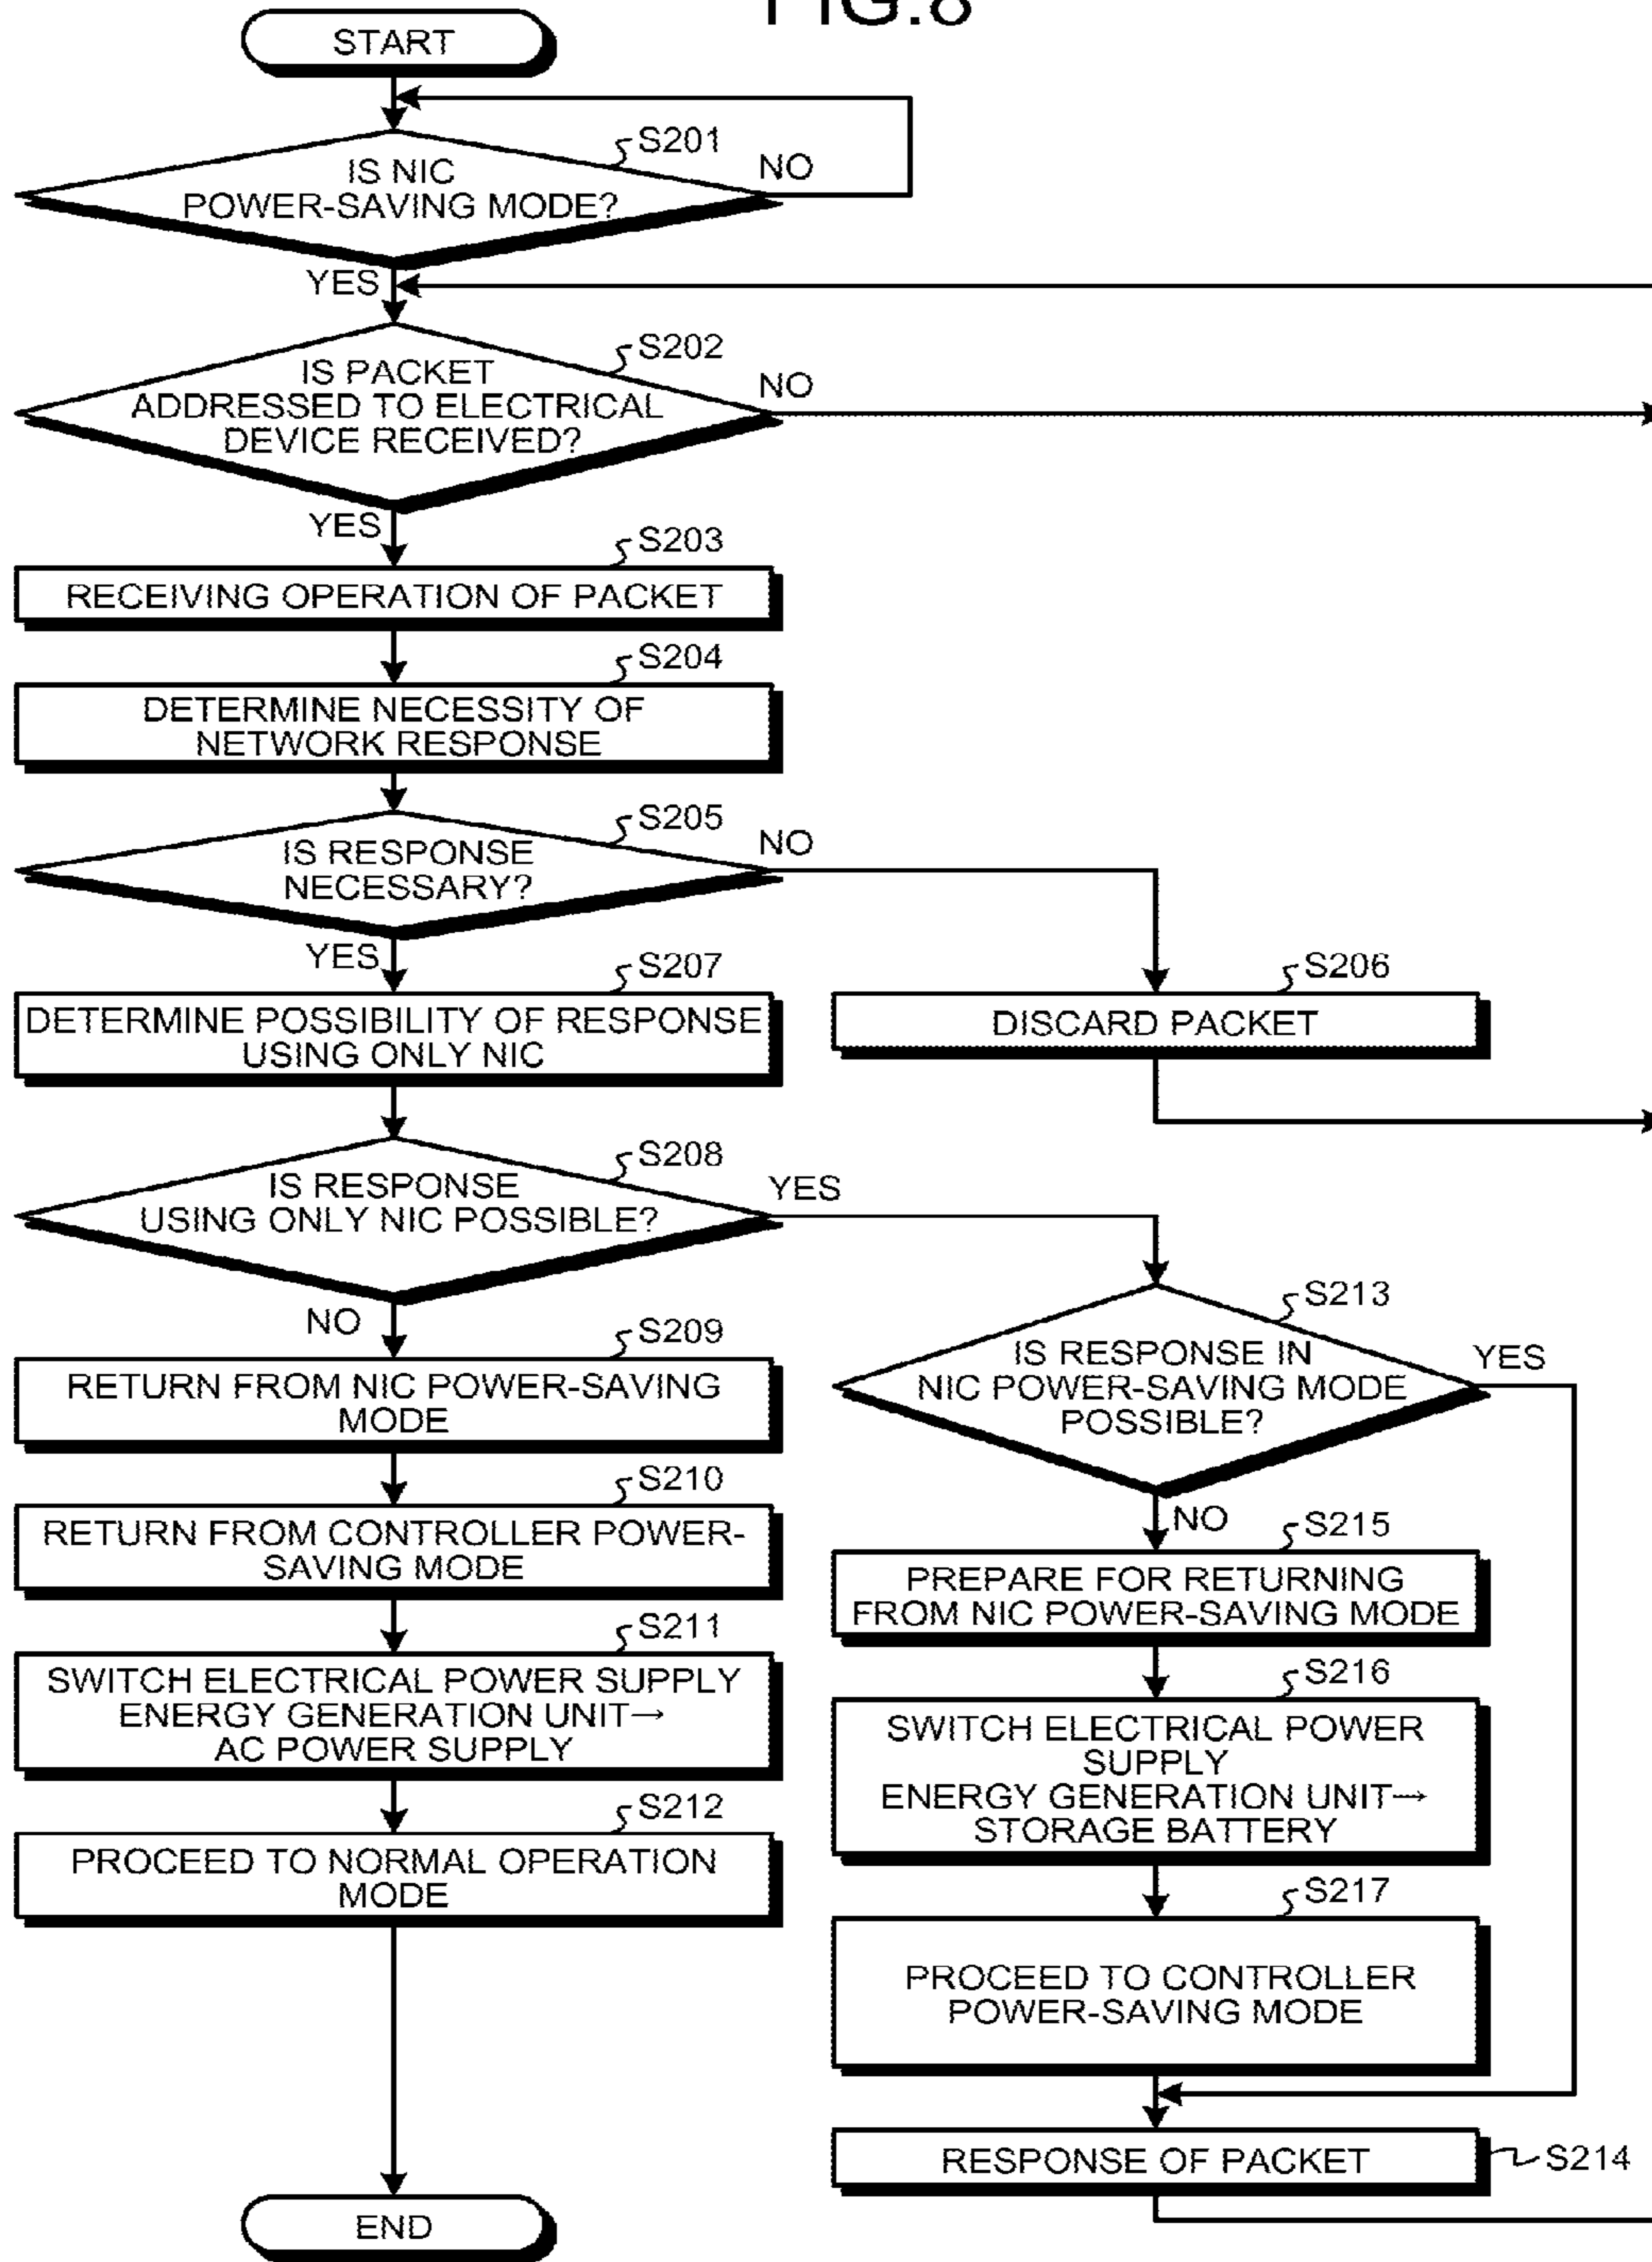 FIG.8
START
S201
IS NIC
POWER-SAVING MODE?
NO
YES
S202
IS PACKET
ADDRESSED TO ELECTRICAL
DEVICE RECEIVED?
NO
YES
S203
RECEIVING OPERATION OF PACKET
S204
DETERMINE NECESSITY OF
NETWORK RESPONSE
S205
IS RESPONSE
NECESSARY?
NO
YES
S207
DETERMINE POSSIBILITY OF RESPONSE
USING ONLY NIC
S206
DISCARD PACKET
S208
IS RESPONSE
USING ONLY NIC POSSIBLE?
YES
NO
S209
RETURN FROM NIC POWER-SAVING
MODE
S210
RETURN FROM CONTROLLER POWER-
SAVING MODE
S211
SWITCH ELECTRICAL POWER SUPPLY
ENERGY GENERATION UNIT→
AC POWER SUPPLY
S212
PROCEED TO NORMAL OPERATION
MODE
END
S213
IS RESPONSE IN
NIC POWER-SAVING MODE
POSSIBLE?
YES
NO
S215
PREPARE FOR RETURNING
FROM NIC POWER-SAVING MODE
S216
SWITCH ELECTRICAL POWER
SUPPLY
ENERGY GENERATION UNIT→
STORAGE BATTERY
S217
PROCEED TO CONTROLLER
POWER-SAVING MODE
RESPONSE OF PACKET
S214